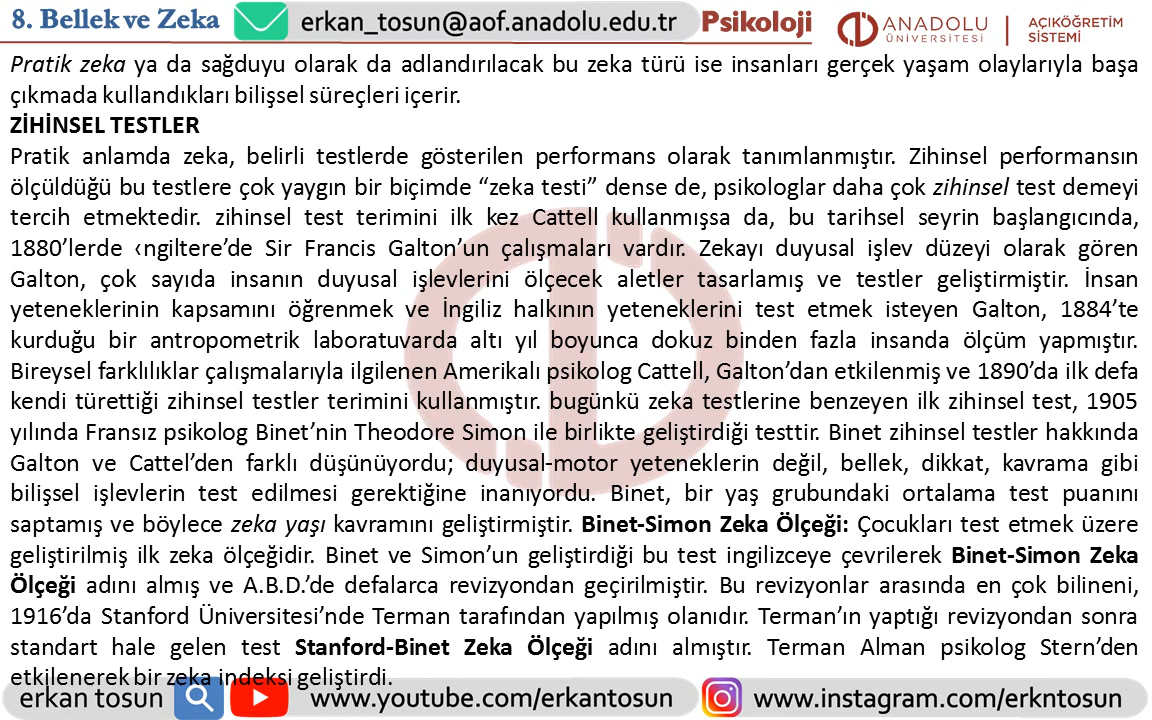 8. Bellek ve Zeka
erkan_tosun@aof.anadolu.edu.tr
Psikoloji
ANADOLU ÜNİVERSİTESİ
AÇIKÖĞRETİM SİSTEMİ
Pratik zeka ya da sağduyu olarak da adlandırılacak bu zeka türü ise insanları gerçek yaşam olaylarıyla başa
çıkmada kullandıkları bilişsel süreçleri içerir.
ZİHİNSEL TESTLER
Pratik anlamda zeka, belirli testlerde gösterilen performans olarak tanımlanmıştır. Zihinsel performansın
ölçüldüğü bu testlere çok yaygın bir biçimde “zeka testi” dense de, psikologlar daha çok zihinsel test demeyi
tercih etmektedir. zihinsel test terimini ilk kez Cattell kullanmışsa da, bu tarihsel seyrin başlangıcında,
1880’lerde ‹ngiltere’de Sir Francis Galton’un çalışmaları vardır. Zekayı duyusal işlev düzeyi olarak gören
Galton, çok sayıda insanın duyusal işlevlerini ölçecek aletler tasarlamış ve testler geliştirmiştir. İnsan
yeteneklerinin kapsamını öğrenmek ve İngiliz halkının yeteneklerini test etmek isteyen Galton, 1884’te
kurduğu bir antropometrik laboratuvarda altı yıl boyunca dokuz binden fazla insanda ölçüm yapmıştır.
Bireysel farklılıklar çalışmalarıyla ilgilenen Amerikalı psikolog Cattell, Galton’dan etkilenmiş ve 1890’da ilk defa
kendi türettiği zihinsel testler terimini kullanmıştır. bugünkü zeka testlerine benzeyen ilk zihinsel test, 1905
yılında Fransız psikolog Binet’nin Theodore Simon ile birlikte geliştirdiği testtir. Binet zihinsel testler hakkında
Galton ve Cattel’den farklı düşünüyordu; duyusal-motor yeteneklerin değil, bellek, dikkat, kavrama gibi
bilişsel işlevlerin test edilmesi gerektiğine inanıyordu. Binet, bir yaş grubundaki ortalama test puanını
saptamış ve böylece zeka yaşı kavramını geliştirmiştir. Binet-Simon Zeka Ölçeği: Çocukları test etmek üzere
geliştirilmiş ilk zeka ölçeğidir. Binet ve Simon’un geliştirdiği bu test ingilizceye çevrilerek Binet-Simon Zeka
Ölçeği adını almış ve A.B.D.’de defalarca revizyondan geçirilmiştir. Bu revizyonlar arasında en çok bilineni,
1916’da Stanford Üniversitesi’nde Terman tarafından yapılmış olanıdır. Terman’ın yaptığı revizyondan sonra
standart hale gelen test Stanford-Binet Zeka Ölçeği adını almıştır. Terman Alman psikolog Stern’den
etkilenerek bir zeka indeksi geliştirdi.
erkan tosun
www.youtube.com/erkantosun
www.instagram.com/erkntosun